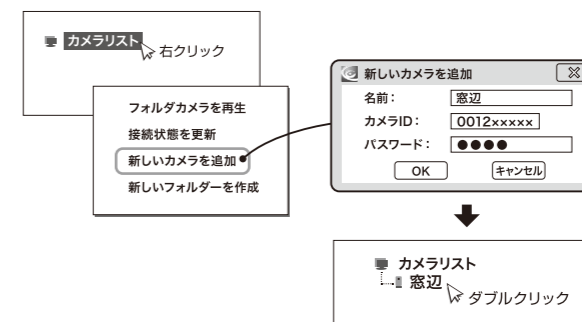 カメラリスト
右クリック
フォルダカメラを再生
接続状態を更新
新しいカメラを追加
新しいフォルダーを作成
新しいカメラを追加
名前：
窓辺
カメラID：
0012×××××
パスワード：
●●●●
OK
キャンセル
カメラリスト
窓辺
ダブルクリック